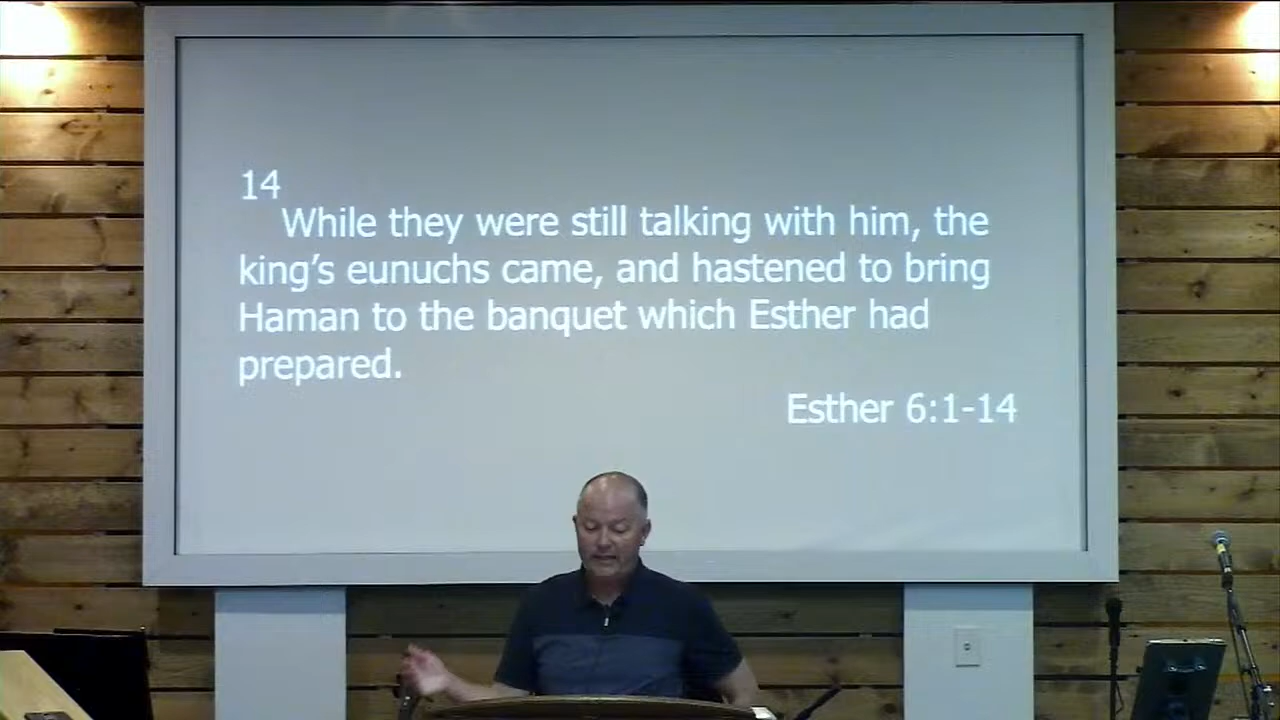 14
While they were still talking with him, the
king’s eunuchs came, and hastened to bring
Haman to the banquet which Esther had
prepared.
Esther 6:1-14